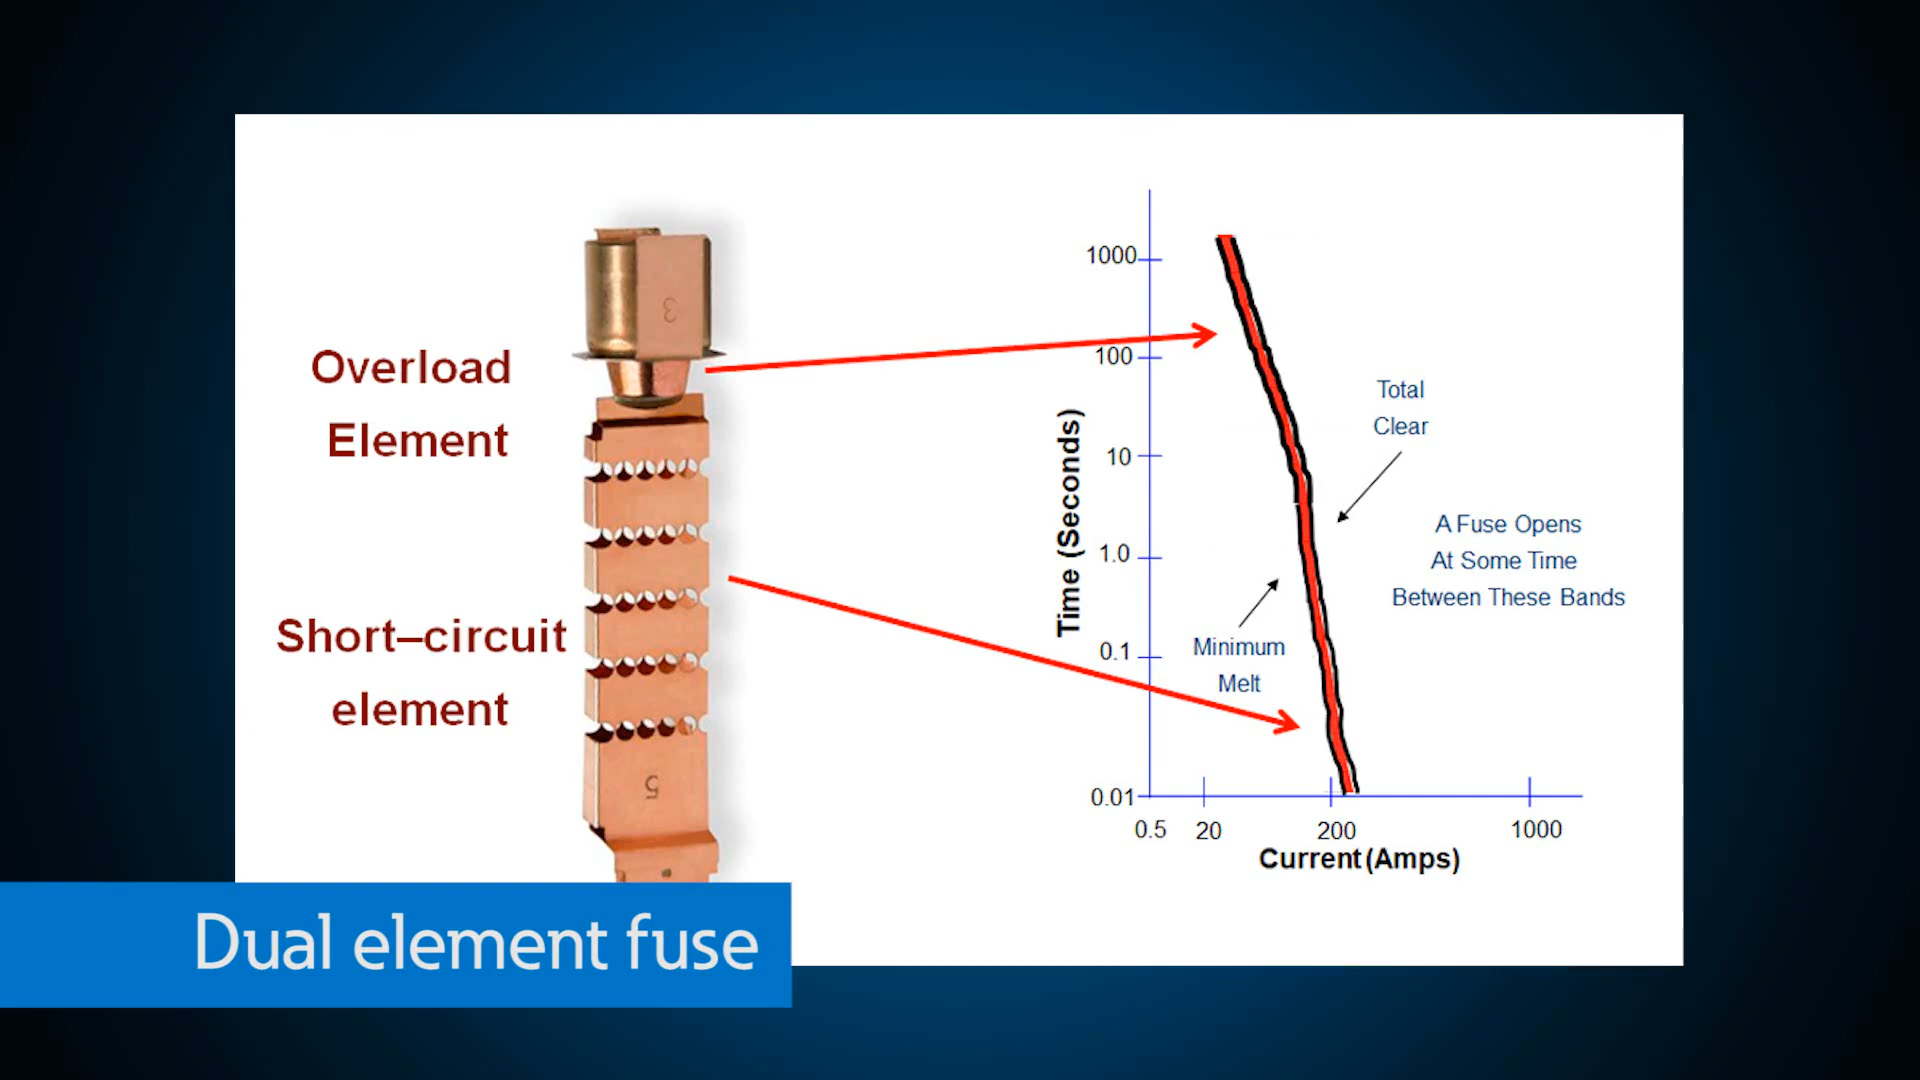 Overload
Element
Short–circuit
element
3
5
Time (Seconds)
1000
100
10
1.0
0.1
0.01
0.5
20
200
1000
Current (Amps)
Total
Clear
Minimum
Melt
A Fuse Opens
At Some Time
Between These Bands
Dual element fuse